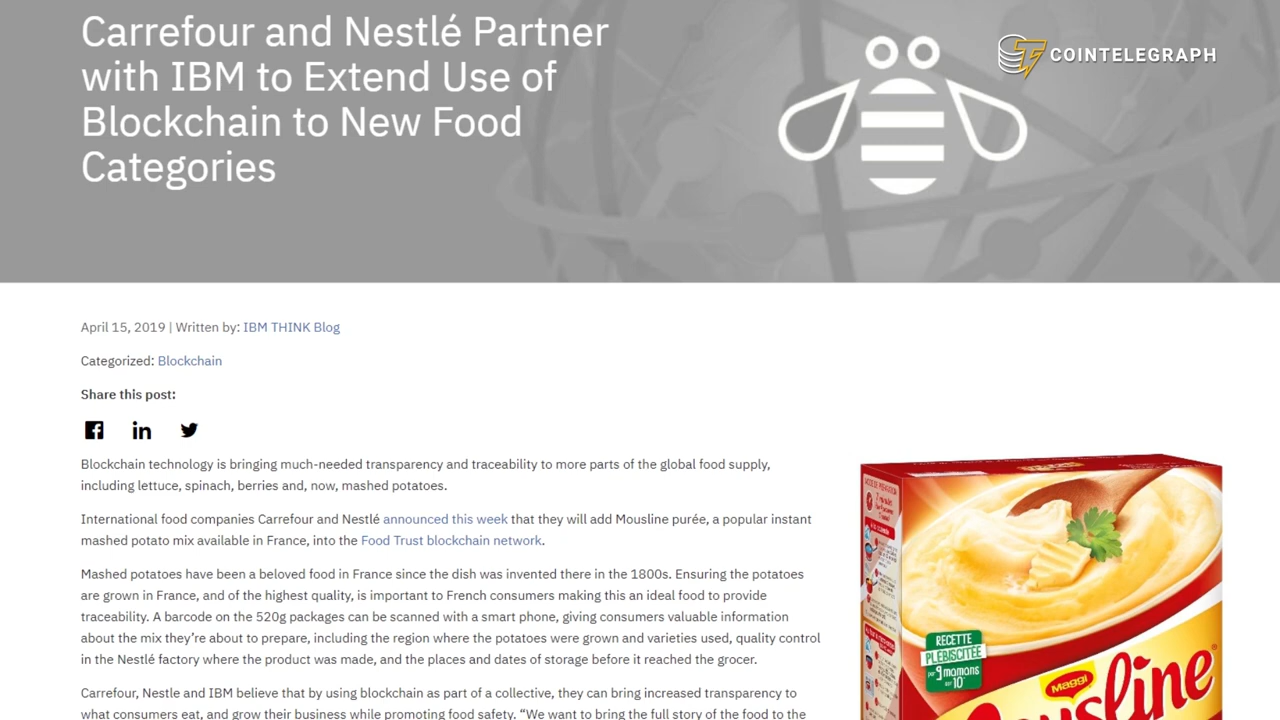 Carrefour and Nestlé Partner
with IBM to Extend Use of
Blockchain to New Food
Categories
COINTELEGRAPH
April 15, 2019 | Written by: IBM THINK Blog
Categorized: Blockchain
Share this post:
Blockchain technology is bringing much-needed transparency and traceability to more parts of the global food supply,
including lettuce, spinach, berries and, now, mashed potatoes.
International food companies Carrefour and Nestlé announced this week that they will add Mousline purée, a popular instant
mashed potato mix available in France, into the Food Trust blockchain network.
Mashed potatoes have been a beloved food in France since the dish was invented there in the 1800s. Ensuring the potatoes
are grown in France, and of the highest quality, is important to French consumers making this an ideal food to provide
traceability. A barcode on the 520g packages can be scanned with a smart phone, giving consumers valuable information
about the mix they're about to prepare, including the region where the potatoes were grown and varieties used, quality control
in the Nestlé factory where the product was made, and the places and dates of storage before it reached the grocer.
Carrefour, Nestle and IBM believe that by using blockchain as part of a collective, they can bring increased transparency to
what consumers eat, and grow their business while promoting food safety. “We want to bring the full story of the food to the
RECETTE
PLÉBISCITÉE
par 9 mamans
sur 10
Maggi
Mousline